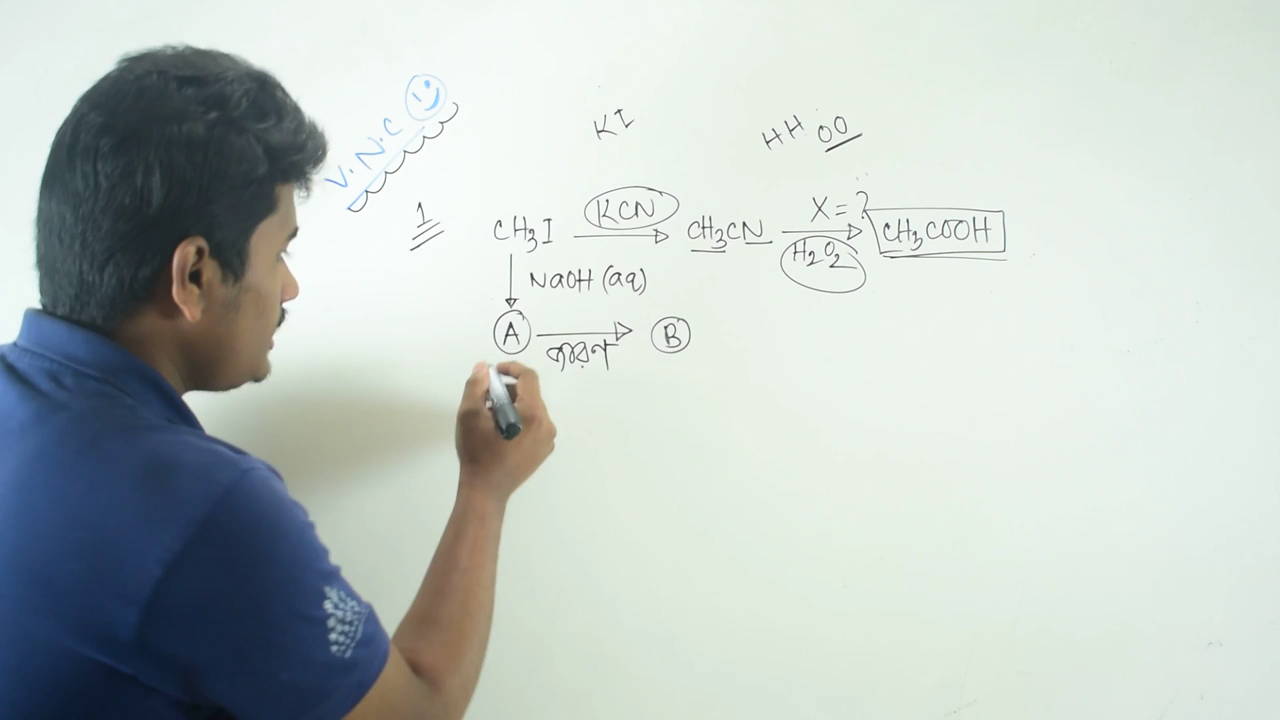 V.N.C
KI
HH OO
1
CH3I KCN CH3CN X = ? H2O2 CH3COOH
NaOH (aq)
A জারণ B